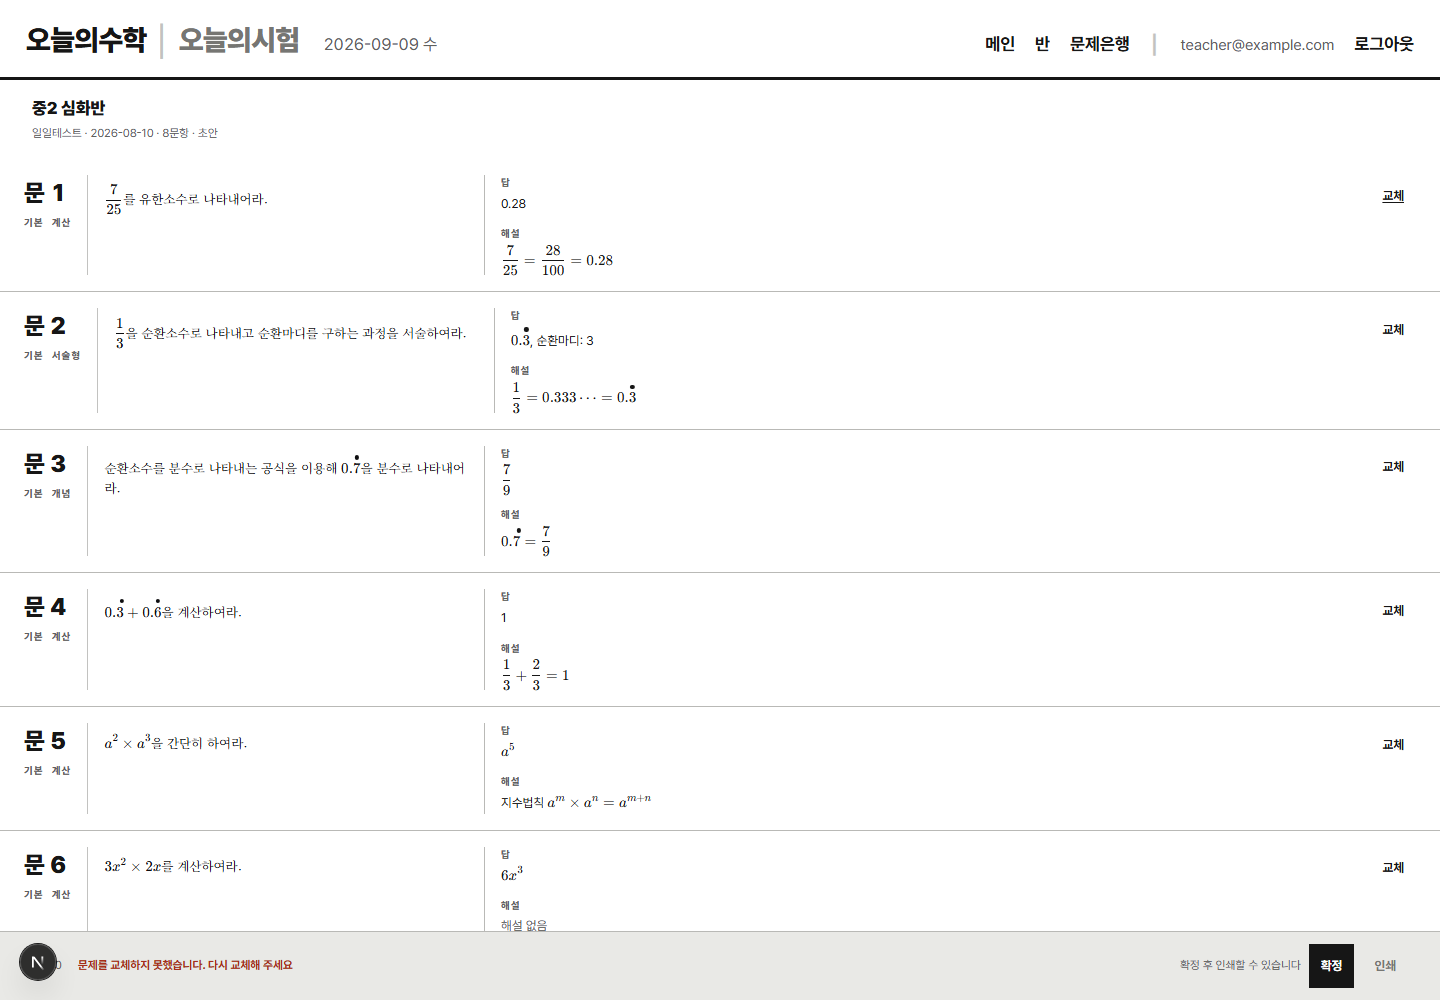 오늘의수학 | 오늘의시험 2026-09-09 수 메인 반 문제은행 | teacher@example.com 로그아웃
중2 심화반
일일테스트 · 2026-08-10 · 8문항 · 초안
문 1
기본 계산
7/25를 유한소수로 나타내어라.
답
0.28
해설
7/25 = 28/100 = 0.28
교체
문 2
기본 서술형
1/3을 순환소수로 나타내고 순환마디를 구하는 과정을 서술하여라.
답
0.3̇, 순환마디: 3
해설
1/3 = 0.333··· = 0.3̇
교체
문 3
기본 개념
순환소수를 분수로 나타내는 공식을 이용해 0.7̇을 분수로 나타내어
라.
답
7/9
해설
0.7̇ = 7/9
교체
문 4
기본 계산
0.3̇ + 0.6̇을 계산하여라.
답
1
해설
1/3 + 2/3 = 1
교체
문 5
기본 계산
a² × a³을 간단히 하여라.
답
a⁵
해설
지수법칙 aᵐ × aⁿ = aᵐ⁺ⁿ
교체
문 6
기본 계산
3x² × 2x를 계산하여라.
답
6x³
해설
해설 없음
교체
N
문제를 교체하지 못했습니다. 다시 교체해 주세요 확정 후 인쇄할 수 있습니다 확정 인쇄